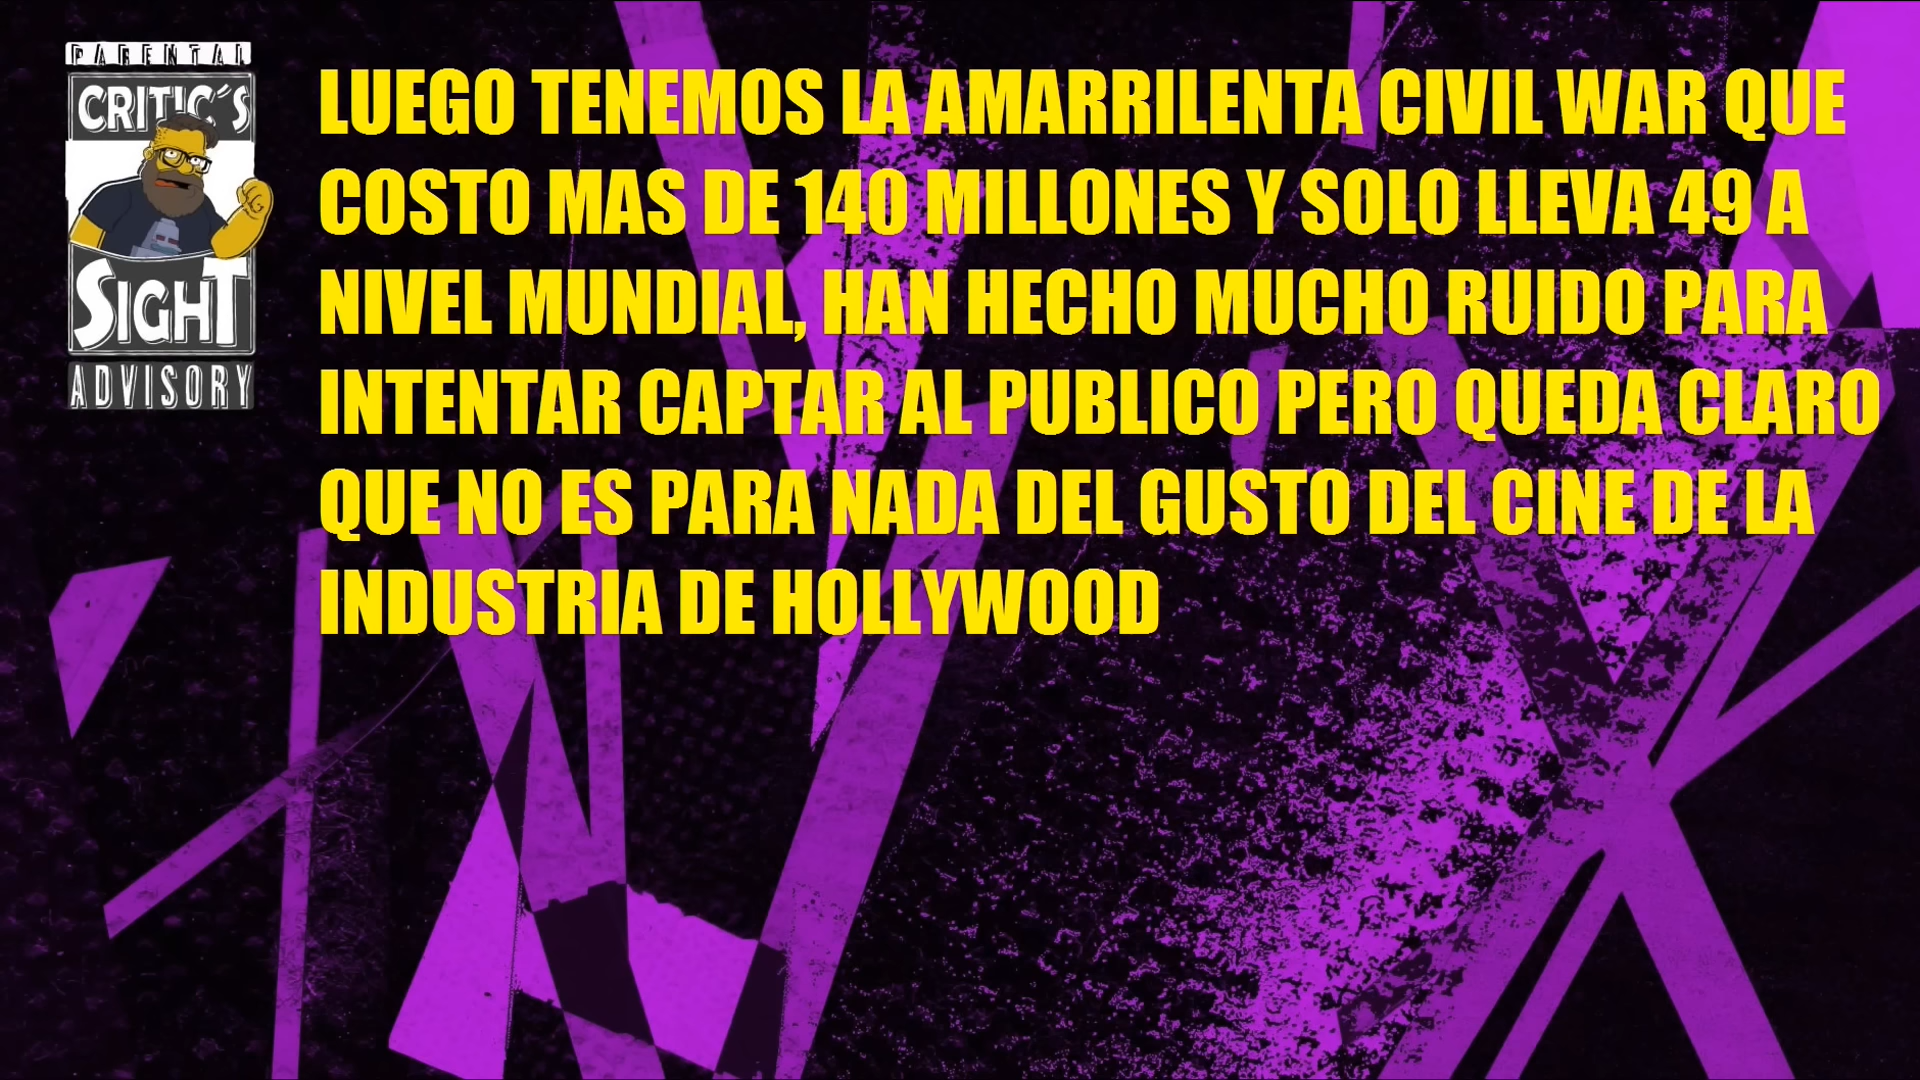 PARENTAL
CRITIC´S
SIGHT
ADVISORY
LUEGO TENEMOS LA AMARRILENTA CIVIL WAR QUE
COSTO MAS DE 140 MILLONES Y SOLO LLEVA 49 A
NIVEL MUNDIAL, HAN HECHO MUCHO RUIDO PARA
INTENTAR CAPTAR AL PUBLICO PERO QUEDA CLARO
QUE NO ES PARA NADA DEL GUSTO DEL CINE DE LA
INDUSTRIA DE HOLLYWOOD